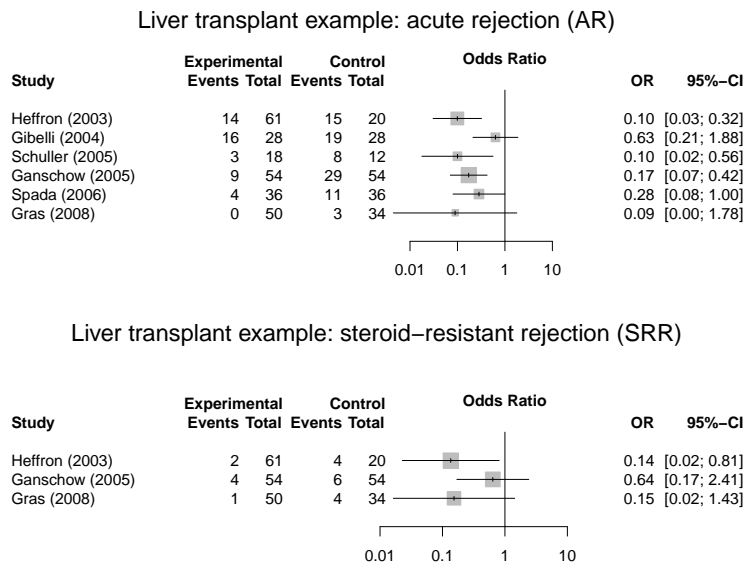 Liver transplant example: acute rejection (AR)
Experimental Control Odds Ratio
Study Events Total Events Total OR 95%−CI
Heffron (2003) 14 61 15 20 0.10 [0.03; 0.32]
Gibelli (2004) 16 28 19 28 0.63 [0.21; 1.88]
Schuller (2005) 3 18 8 12 0.10 [0.02; 0.56]
Ganschow (2005) 9 54 29 54 0.17 [0.07; 0.42]
Spada (2006) 4 36 11 36 0.28 [0.08; 1.00]
Gras (2008) 0 50 3 34 0.09 [0.00; 1.78]
0.01 0.1 1 10
Liver transplant example: steroid−resistant rejection (SRR)
Experimental Control Odds Ratio
Study Events Total Events Total OR 95%−CI
Heffron (2003) 2 61 4 20 0.14 [0.02; 0.81]
Ganschow (2005) 4 54 6 54 0.64 [0.17; 2.41]
Gras (2008) 1 50 4 34 0.15 [0.02; 1.43]
0.01 0.1 1 10